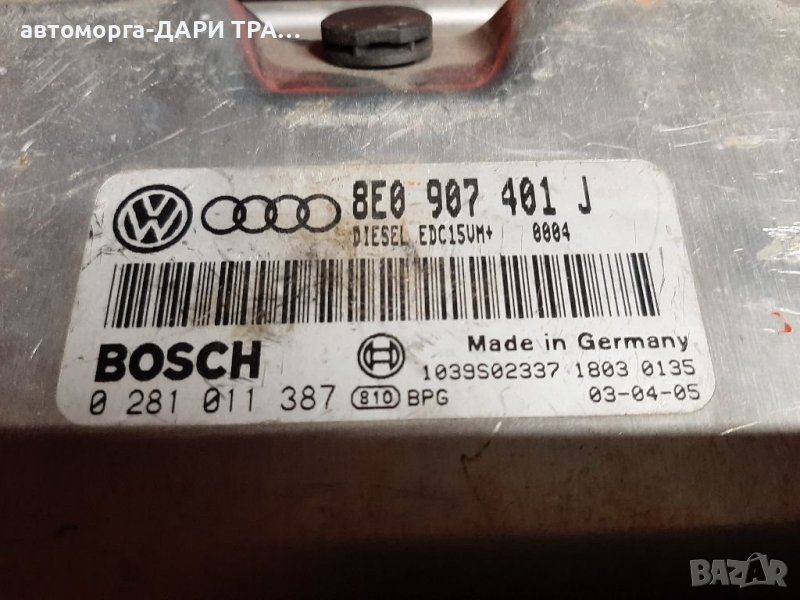 автоморга-ДАРИ ТРА...
8E0 907 401 J
DIESEL EDC15VM+ 0004
BOSCH
Made in Germany
1039S02337 1803 0135
0 281 011 387 810 BPG 03-04-05
BAZAR